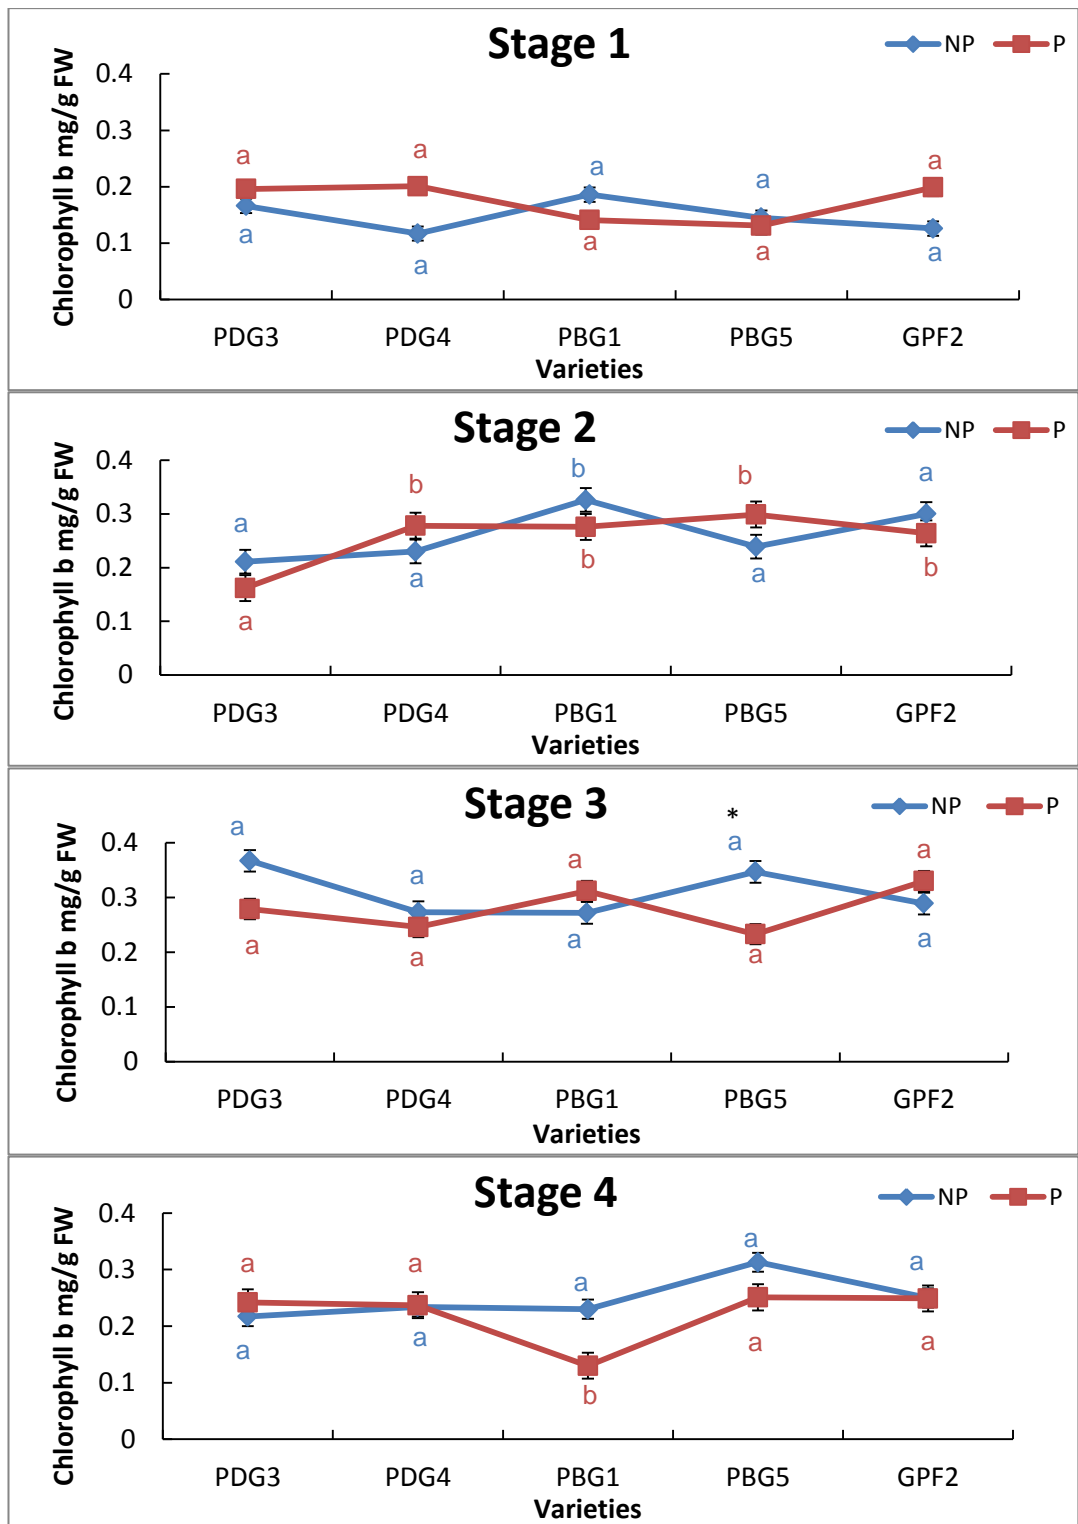 Stage 1
NP P
Chlorophyll b mg/g FW
0.4
0.3
0.2
0.1
0
a a a a a
a a a a a
PDG3 PDG4 PBG1 PBG5 GPF2
Varieties
Stage 2
NP P
Chlorophyll b mg/g FW
0.4
0.3
0.2
0.1
0
a b b b a
a a b a b
PDG3 PDG4 PBG1 PBG5 GPF2
Varieties
Stage 3
NP P
Chlorophyll b mg/g FW
0.4
0.3
0.2
0.1
0
*
a a a a a
a a a a a
PDG3 PDG4 PBG1 PBG5 GPF2
Varieties
Stage 4
NP P
Chlorophyll b mg/g FW
0.4
0.3
0.2
0.1
0
a a a a a
a a b a a
PDG3 PDG4 PBG1 PBG5 GPF2
Varieties